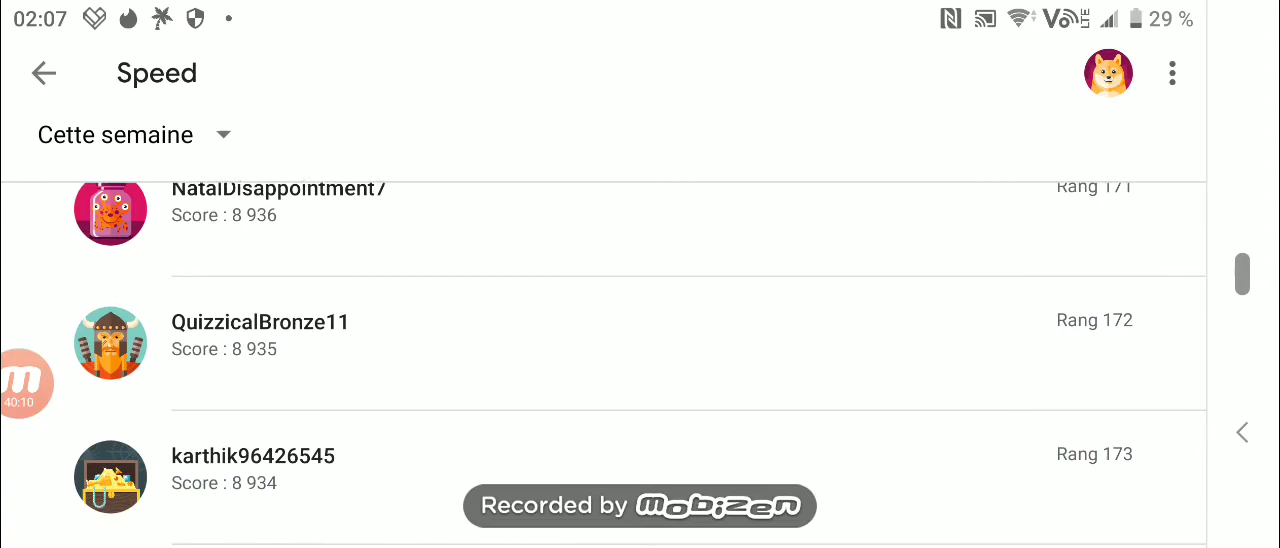 02:07
VoLTE 29 %
Speed
Cette semaine
NatalDisappointment7
Rang 171
Score : 8 936
QuizzicalBronze11
Rang 172
Score : 8 935
m
40:10
karthik96426545
Rang 173
Score : 8 934
Recorded by mobizen